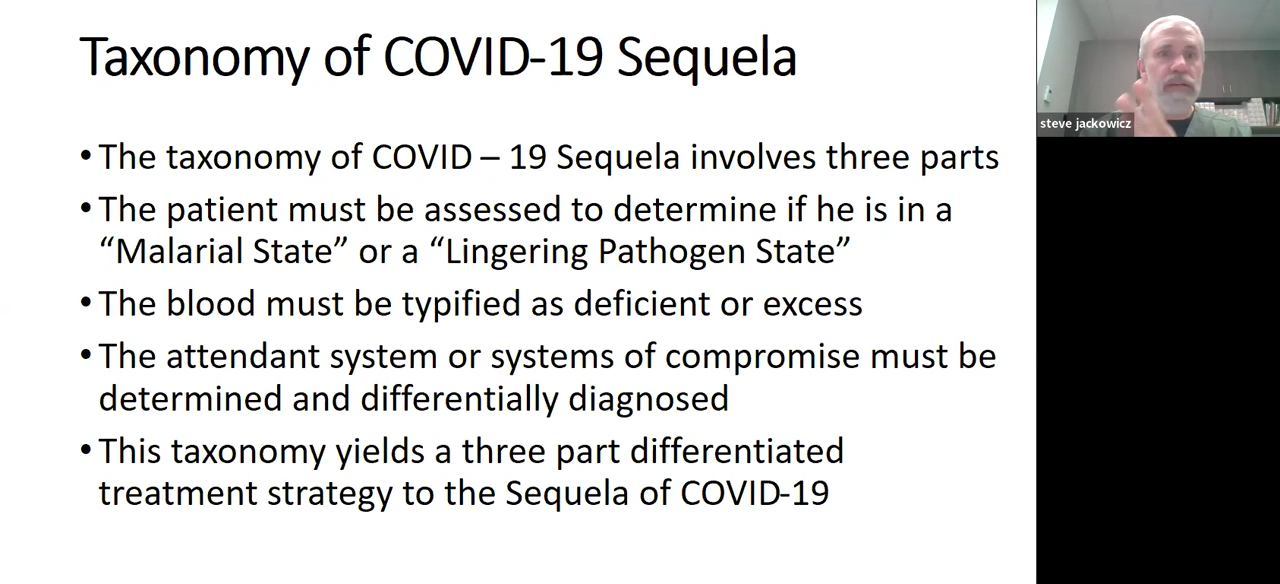 Taxonomy of COVID-19 Sequela
• The taxonomy of COVID – 19 Sequela involves three parts
• The patient must be assessed to determine if he is in a
“Malarial State” or a “Lingering Pathogen State”
• The blood must be typified as deficient or excess
• The attendant system or systems of compromise must be
determined and differentially diagnosed
• This taxonomy yields a three part differentiated
treatment strategy to the Sequela of COVID-19
steve jackowicz